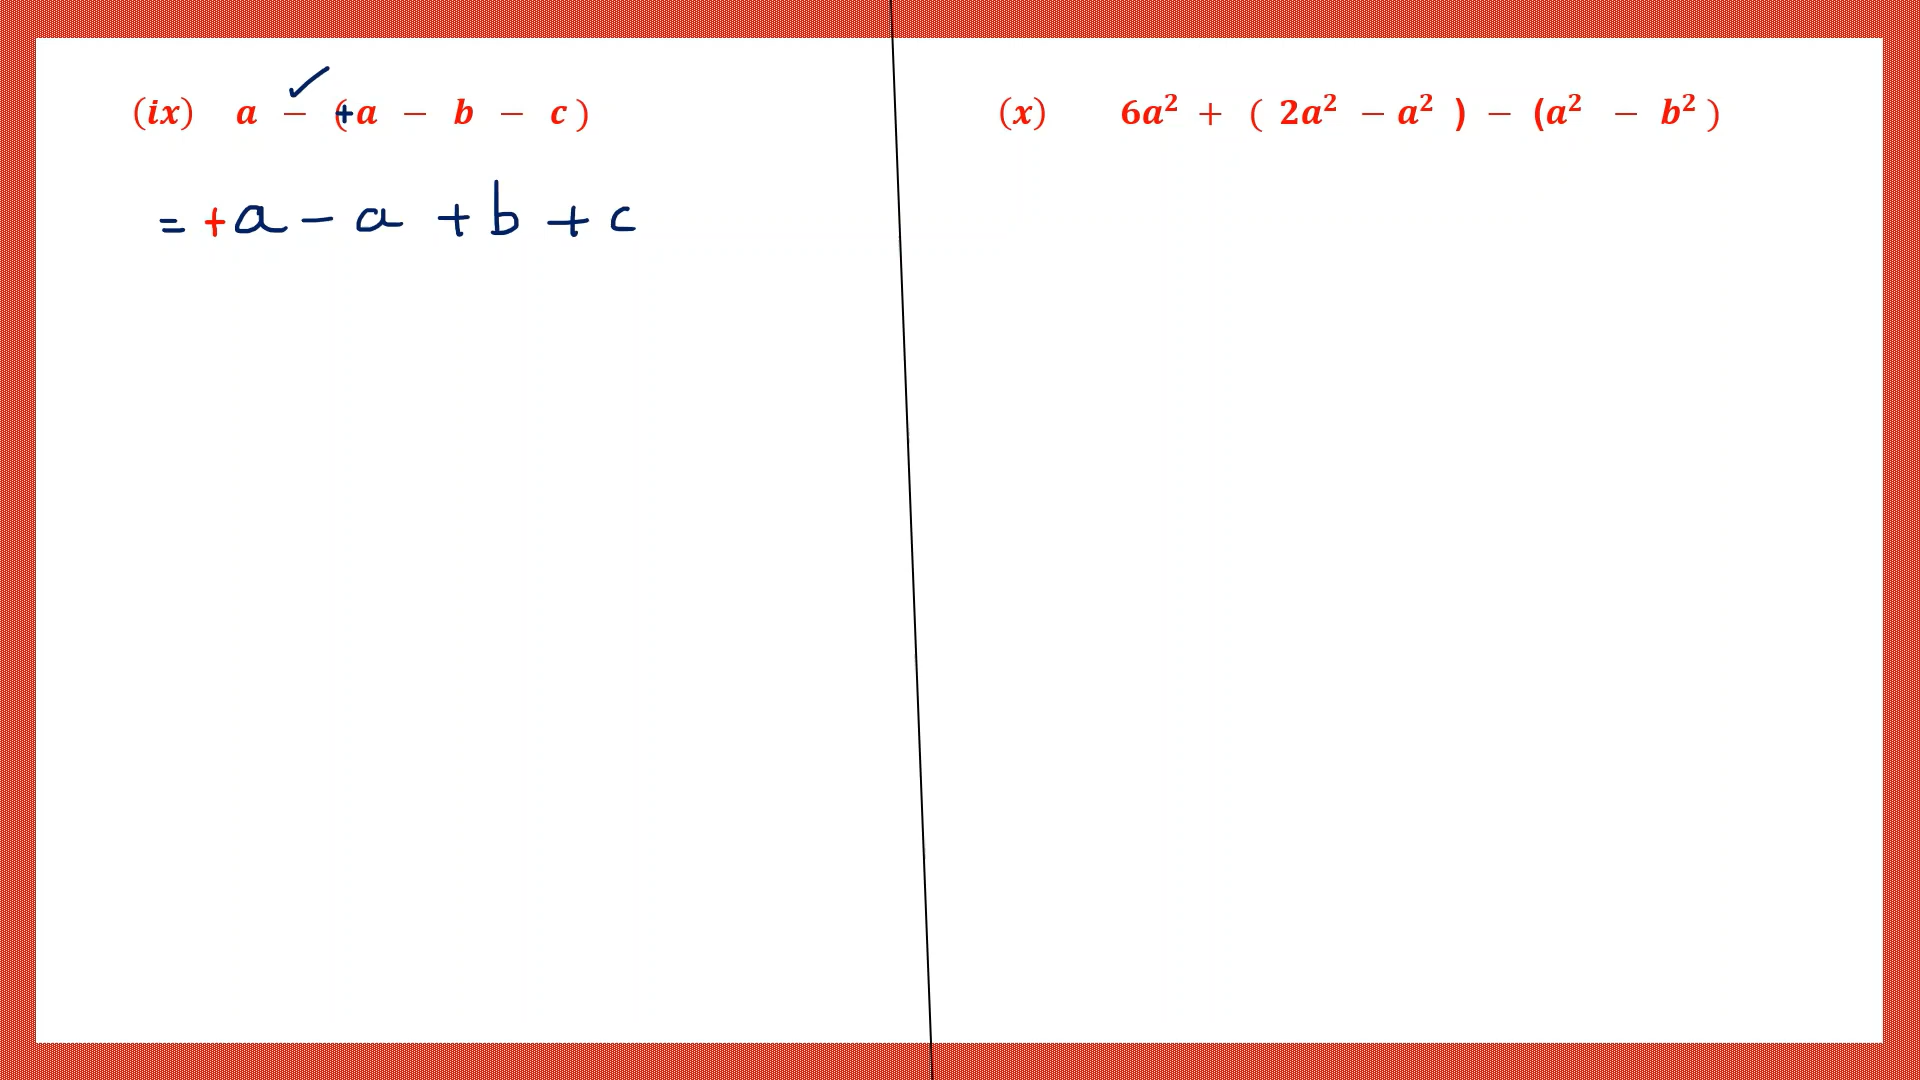 (ix) a − (+a − b − c)
= +a − a + b + c
(x) 6a² + ( 2a² − a² ) − (a² − b² )